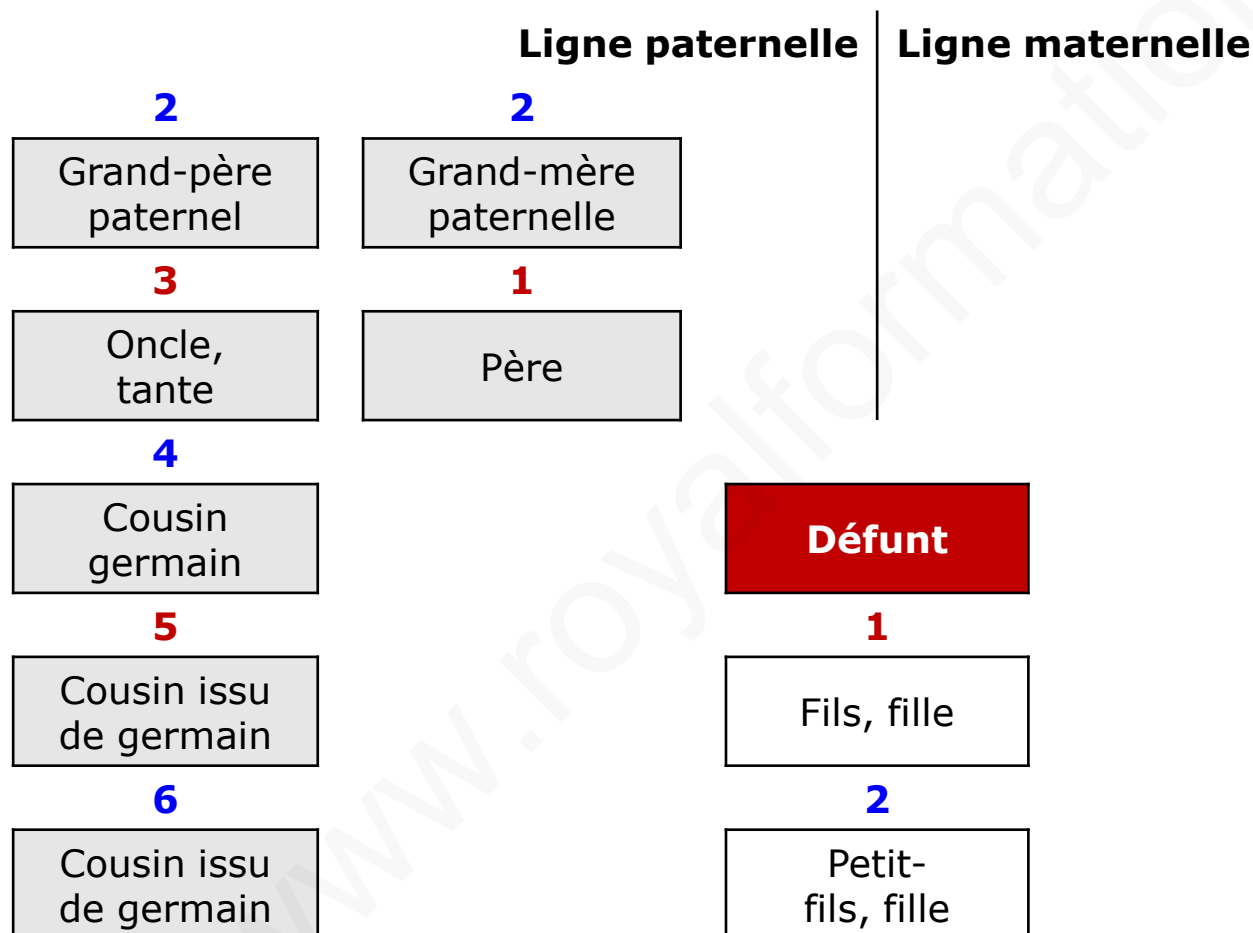 Ligne paternelle Ligne maternelle
2 2
Grand-père Grand-mère
paternel paternelle
3 1
Oncle, Père
tante
4
Cousin Défunt
germain
5 1
Cousin issu Fils, fille
de germain
6 2
Cousin issu Petit-
de germain fils, fille
www.royalformation